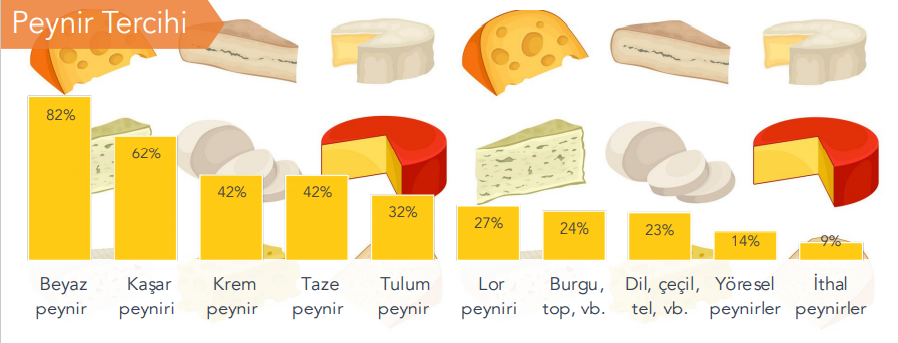 Peynir Tercihi
82%
62%
42%
42%
32%
27%
24%
23%
14%
9%
Beyaz
peynir
Kaşar
peyniri
Krem
peynir
Taze
peynir
Tulum
peynir
Lor
peyniri
Burgu,
top, vb.
Dil, çeçil,
tel, vb.
Yöresel
peynirler
İthal
peynirler